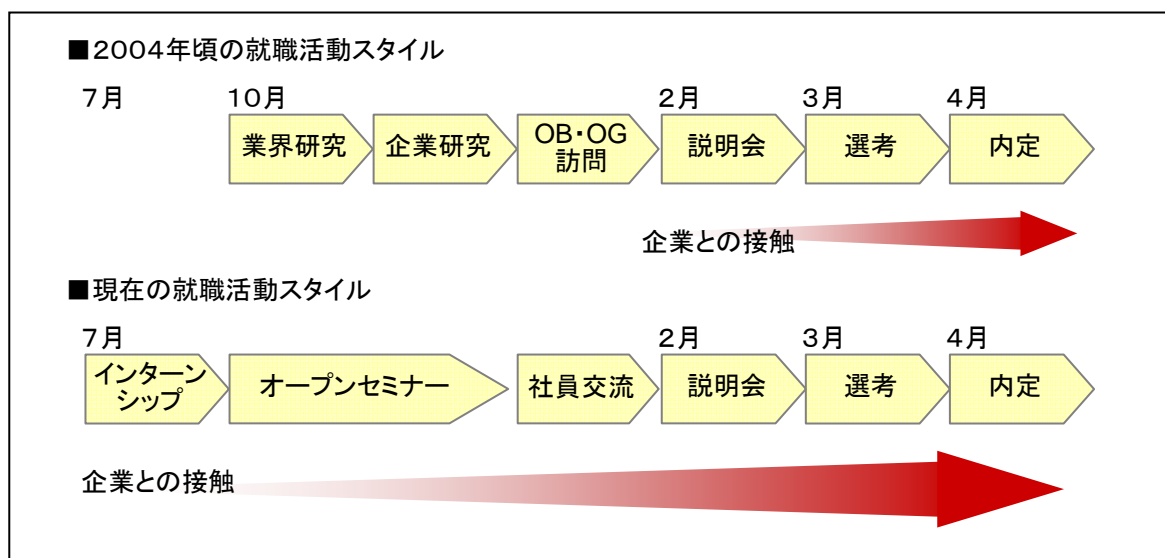 ■2004年頃の就職活動スタイル
7月 10月 2月 3月 4月
業界研究 企業研究 OB・OG訪問 説明会 選考 内定
企業との接触
■現在の就職活動スタイル
7月 2月 3月 4月
インターンシップ オープンセミナー 社員交流 説明会 選考 内定
企業との接触